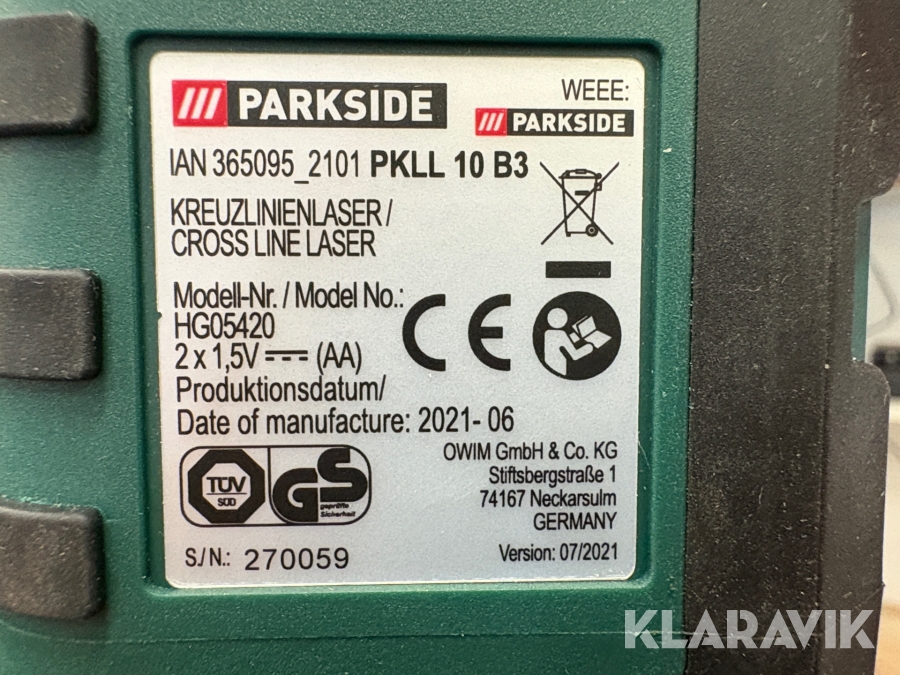 PARKSIDE
WEEE:
PARKSIDE
IAN 365095_2101 PKLL 10 B3
KREUZLINIENLASER /
CROSS LINE LASER
Modell-Nr. / Model No.:
HG05420
2 x 1,5V (AA)
Produktionsdatum/
Date of manufacture: 2021- 06
CE
TÜV
SÜD
GS
geprüfte
Sicherheit
OWIM GmbH & Co. KG
Stiftsbergstraße 1
74167 Neckarsulm
GERMANY
S./N.: 270059
Version: 07/2021
KLARAVIK